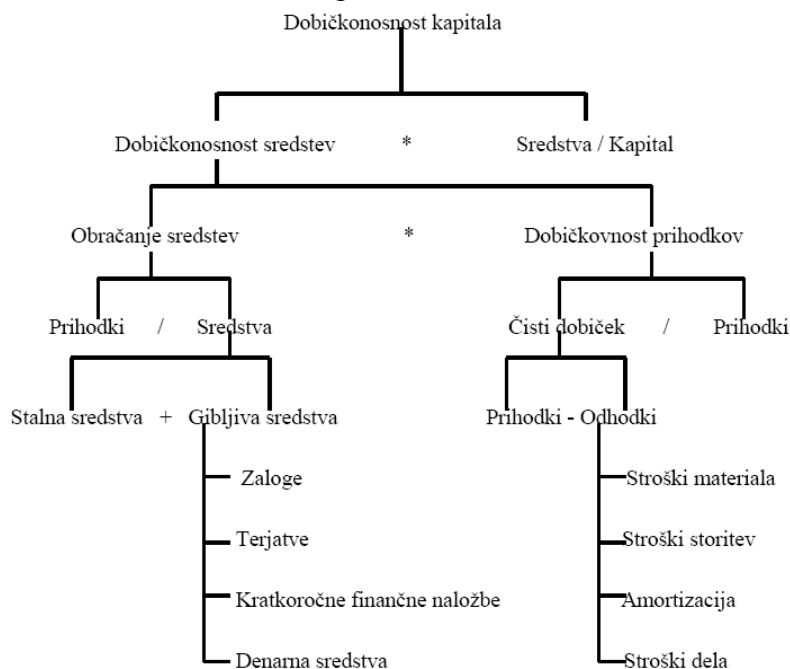 Dobičkonosnost kapitala
Dobičkonosnost sredstev * Sredstva / Kapital
Obračanje sredstev * Dobičkovnost prihodkov
Prihodki / Sredstva Čisti dobiček / Prihodki
Stalna sredstva + Gibljiva sredstva Prihodki - Odhodki
Zaloge Stroški materiala
Terjatve Stroški storitev
Kratkoročne finančne naložbe Amortizacija
Denarna sredstva Stroški dela